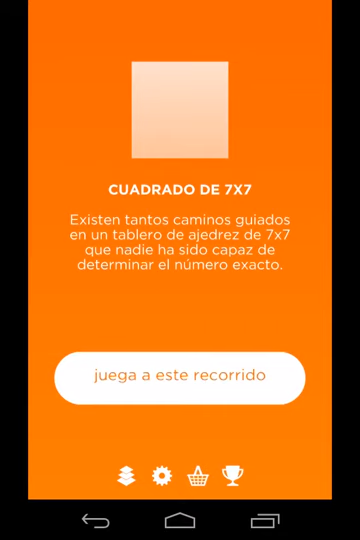 CUADRADO DE 7X7
Existen tantos caminos guiados
en un tablero de ajedrez de 7x7
que nadie ha sido capaz de
determinar el número exacto.
juega a este recorrido